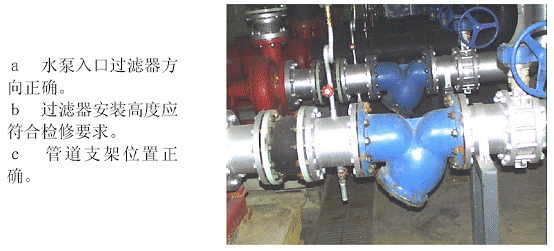 a 水泵入口过滤器方
向正确。
b 过滤器安装高度应
符合检修要求。
c 管道支架位置正
确。